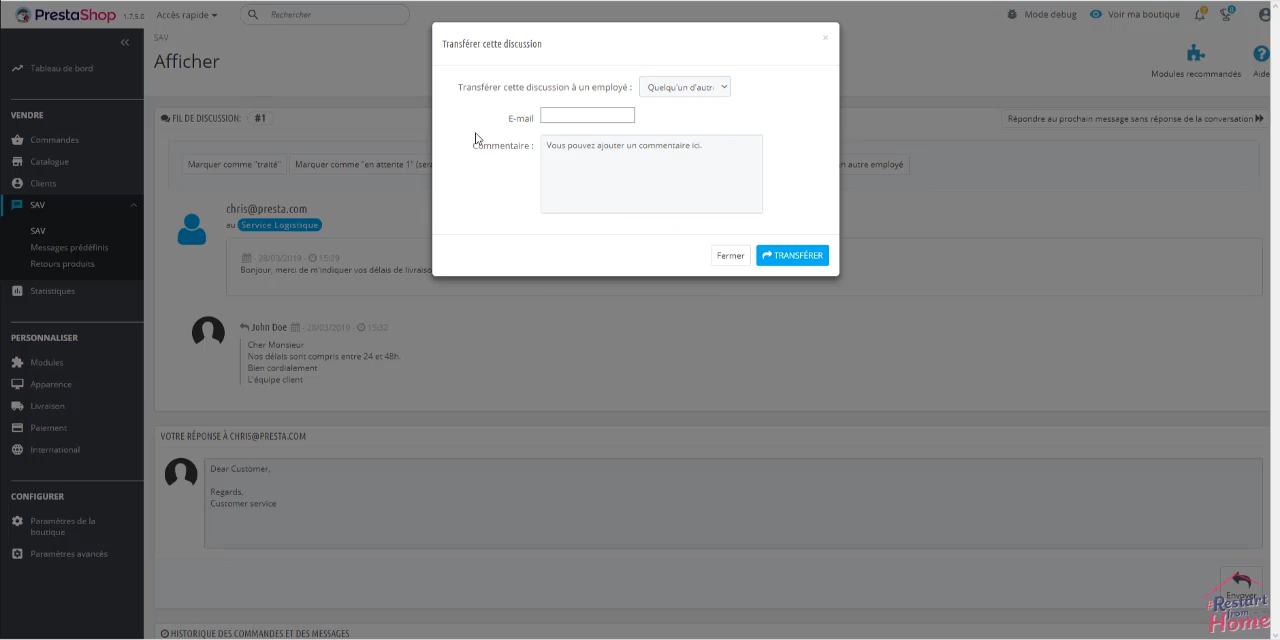 PrestaShop 1.7.5.0
Accès rapide
Rechercher
Mode debug
Voir ma boutique
SAV
Afficher
Modules recommandés
Aide
Tableau de bord
VENDRE
Commandes
Catalogue
Clients
SAV
SAV
Messages prédéfinis
Retours produits
Statistiques
PERSONNALISER
Modules
Apparence
Livraison
Paiement
International
CONFIGURER
Paramètres de la
boutique
Paramètres avancés
Transférer cette discussion
×
Transférer cette discussion à un employé :
Quelqu'un d'autr
E-mail
Commentaire :
Vous pouvez ajouter un commentaire ici.
Fermer
TRANSFÉRER
FIL DE DISCUSSION: #1
Répondre au prochain message sans réponse de la conversation
Marquer comme "traité"
Marquer comme "en attente 1" (sera
n autre employé
chris@presta.com
au Service Logistique
- 28/03/2019 - 15:29
Bonjour, merci de m'indiquer vos délais de livraiso
John Doe - 28/03/2019 - 15:32
Cher Monsieur
Nos délais sont compris entre 24 et 48h.
Bien cordialement
L'équipe client
VOTRE RÉPONSE À CHRIS@PRESTA.COM
Dear Customer,
Regards,
Customer service
Envoyer
#Restart
from
Home
HISTORIQUE DES COMMANDES ET DES MESSAGES